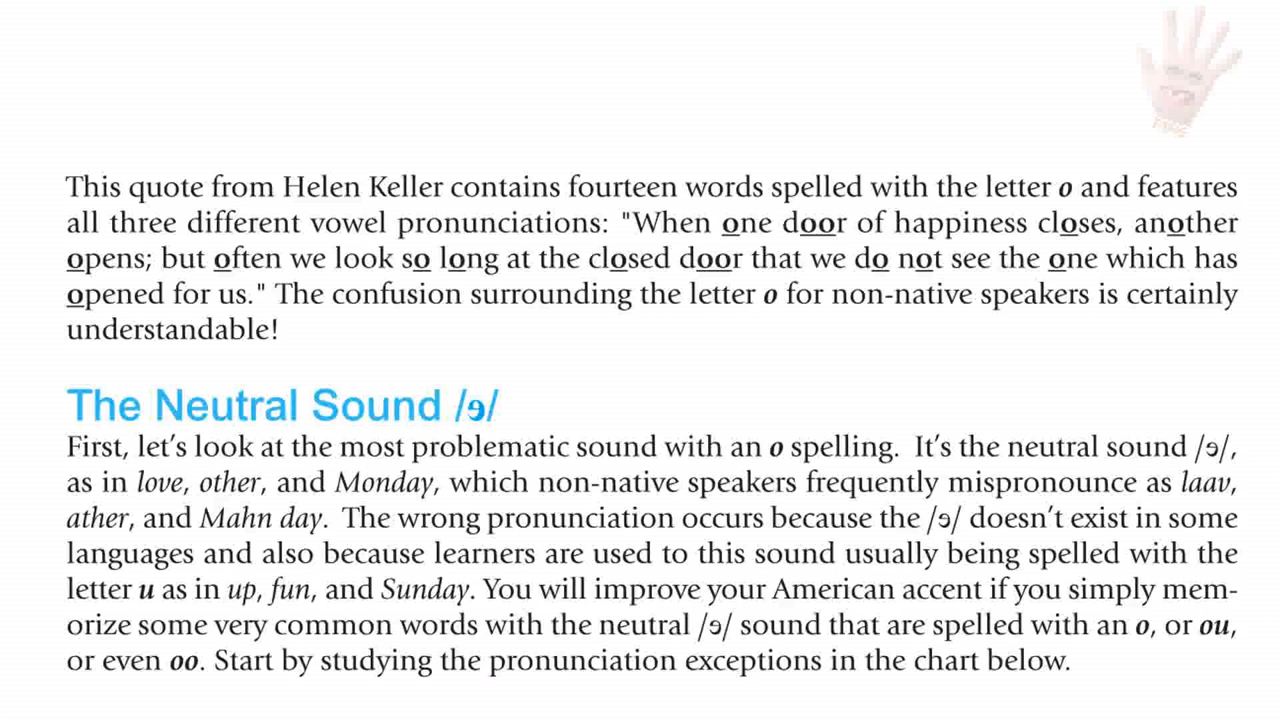 This quote from Helen Keller contains fourteen words spelled with the letter o and features
all three different vowel pronunciations: "When one door of happiness closes, another
opens; but often we look so long at the closed door that we do not see the one which has
opened for us." The confusion surrounding the letter o for non-native speakers is certainly
understandable!
The Neutral Sound /ɘ/
First, let’s look at the most problematic sound with an o spelling. It’s the neutral sound /ɘ/,
as in love, other, and Monday, which non-native speakers frequently mispronounce as laav,
ather, and Mahn day. The wrong pronunciation occurs because the /ɘ/ doesn’t exist in some
languages and also because learners are used to this sound usually being spelled with the
letter u as in up, fun, and Sunday. You will improve your American accent if you simply mem-
orize some very common words with the neutral /ɘ/ sound that are spelled with an o, or ou,
or even oo. Start by studying the pronunciation exceptions in the chart below.